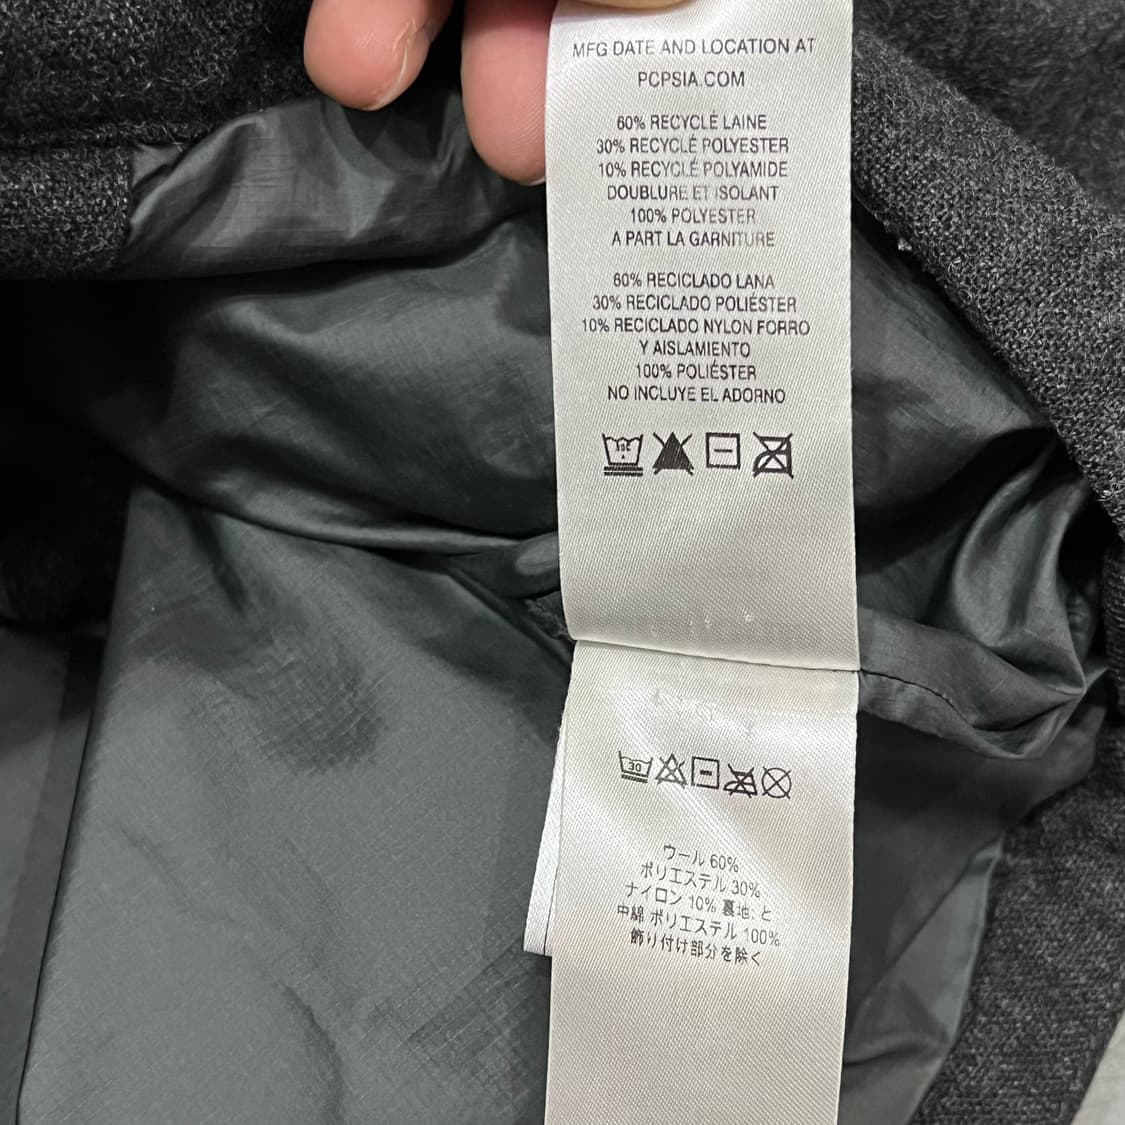 MFG DATE AND LOCATION AT
PCPSIA.COM
60% RECYCLÉ LAINE
30% RECYCLÉ POLYESTER
10% RECYCLÉ POLYAMIDE
DOUBLURE ET ISOLANT
100% POLYESTER
A PART LA GARNITURE
60% RECICLADO LANA
30% RECICLADO POLIÉSTER
10% RECICLADO NYLON FORRO
Y AISLAMIENTO
100% POLIÉSTER
NO INCLUYE EL ADORNO
30
ウール 60%
ポリエステル 30%
ナイロン 10% 裏地: と
中綿 ポリエステル 100%
飾り付け部分を除く